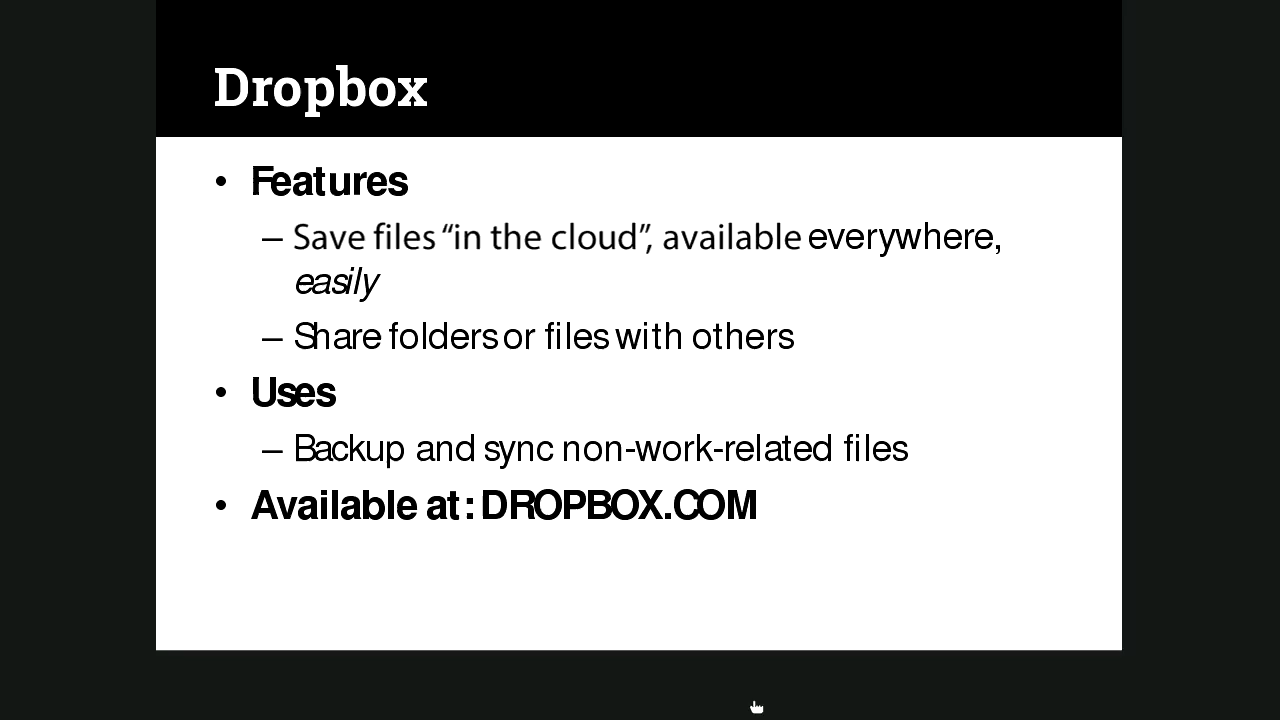 Dropbox
• Features
– Save files “in the cloud”, available everywhere,
easily
– Share folders or files with others
• Uses
– Backup and sync non-work-related files
• Available at: DROPBOX.COM